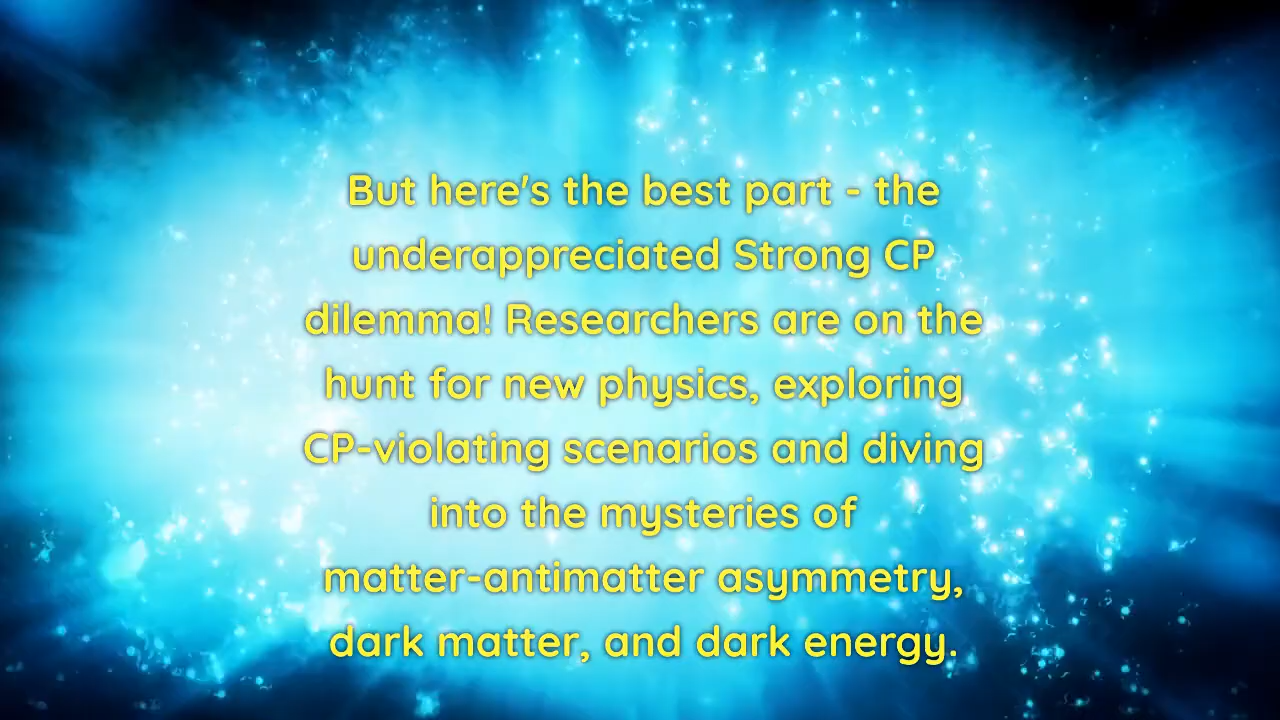 But here's the best part - the
underappreciated Strong CP
dilemma! Researchers are on the
hunt for new physics, exploring
CP-violating scenarios and diving
into the mysteries of
matter-antimatter asymmetry,
dark matter, and dark energy.